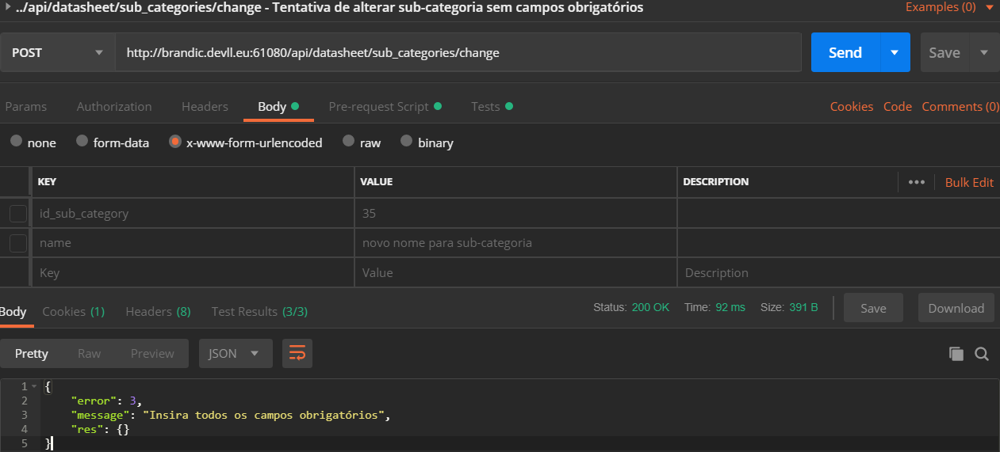 ../api/datasheet/sub_categories/change - Tentativa de alterar sub-categoria sem campos obrigatórios Examples (0)
POST http://brandic.devll.eu:61080/api/datasheet/sub_categories/change Send Save
Params Authorization Headers Body Pre-request Script Tests Cookies Code Comments (0)
none form-data x-www-form-urlencoded raw binary
KEY VALUE DESCRIPTION ••• Bulk Edit
id_sub_category 35
name novo nome para sub-categoria
Key Value Description
Body Cookies (1) Headers (8) Test Results (3/3) Status: 200 OK Time: 92 ms Size: 391 B Save Download
Pretty Raw Preview JSON
1 {
2 "error": 3,
3 "message": "Insira todos os campos obrigatórios",
4 "res": {}
5 }